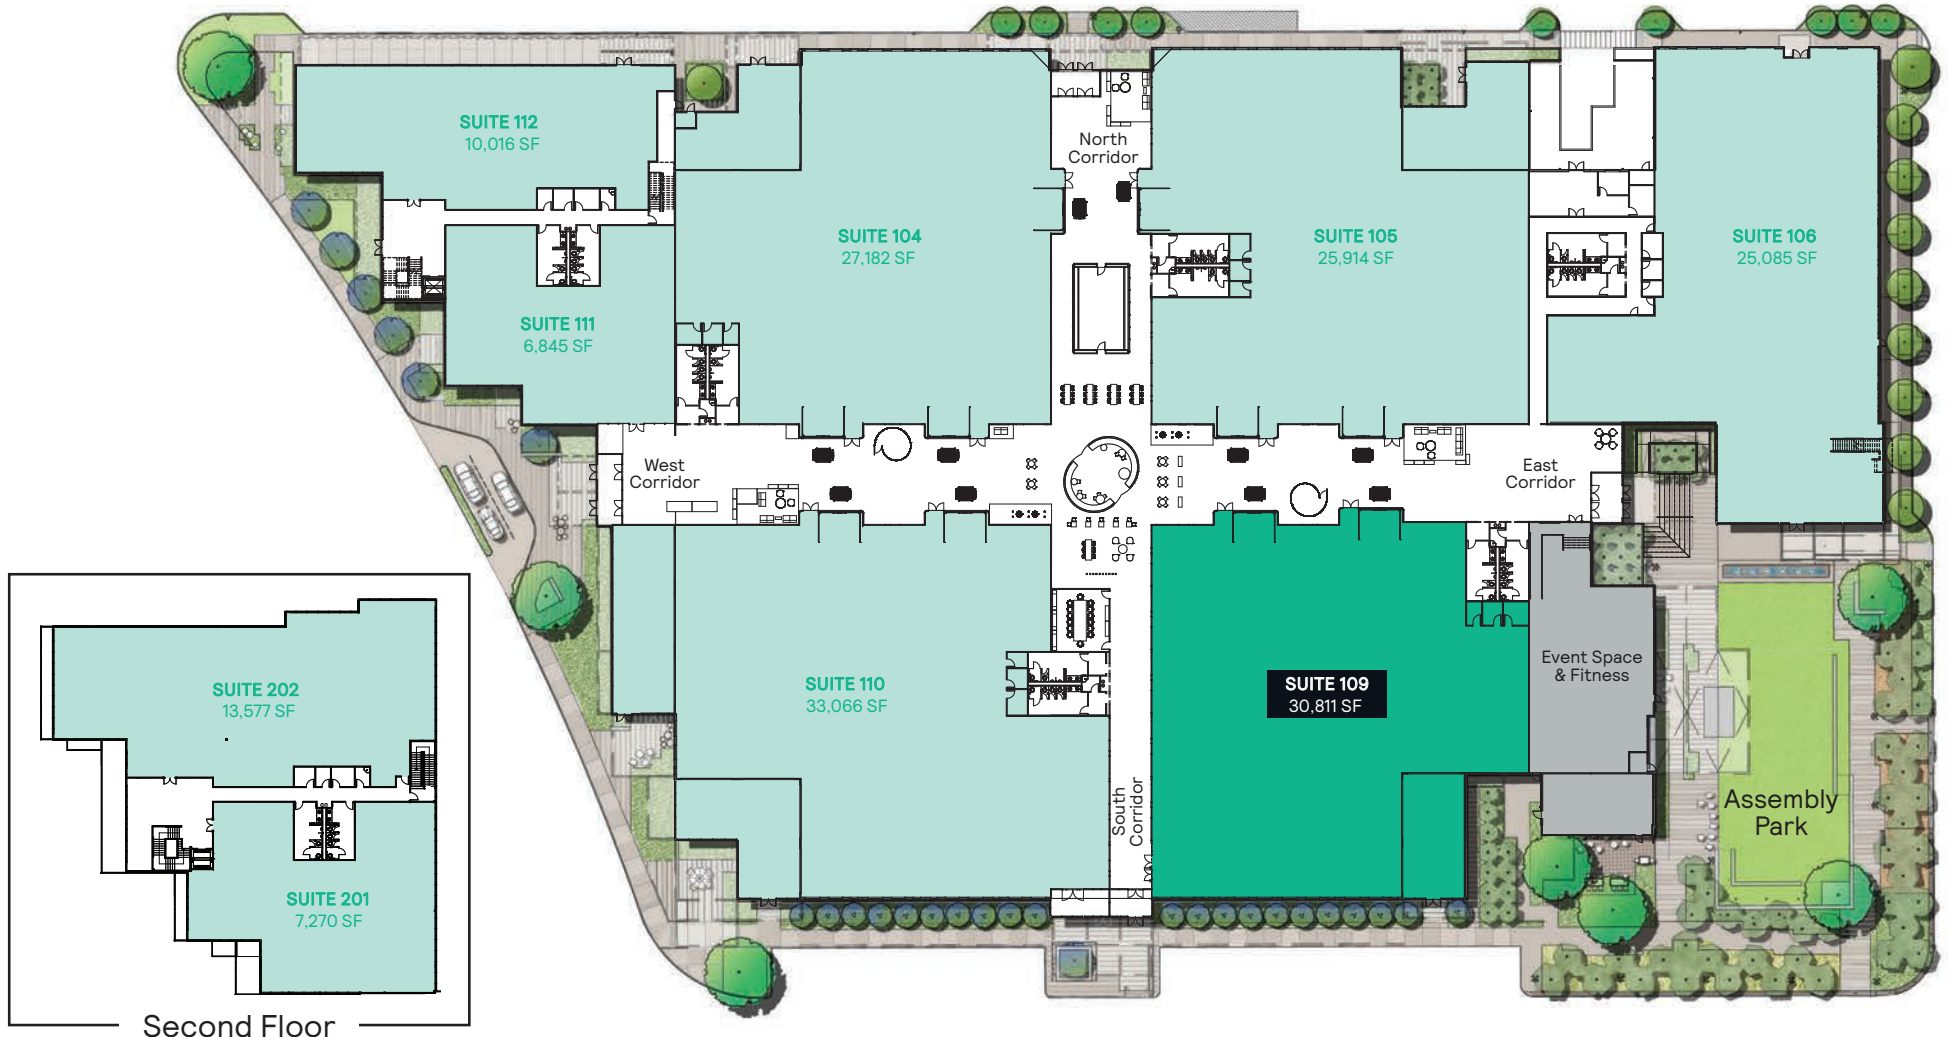 SUITE 112
10,016 SF
North
Corridor
SUITE 104
27,182 SF
SUITE 105
25,914 SF
SUITE 106
25,085 SF
SUITE 111
6,845 SF
West
Corridor
East
Corridor
SUITE 110
33,066 SF
SUITE 109
30,811 SF
Event Space
& Fitness
South
Corridor
Assembly
Park
SUITE 202
13,577 SF
SUITE 201
7,270 SF
Second Floor